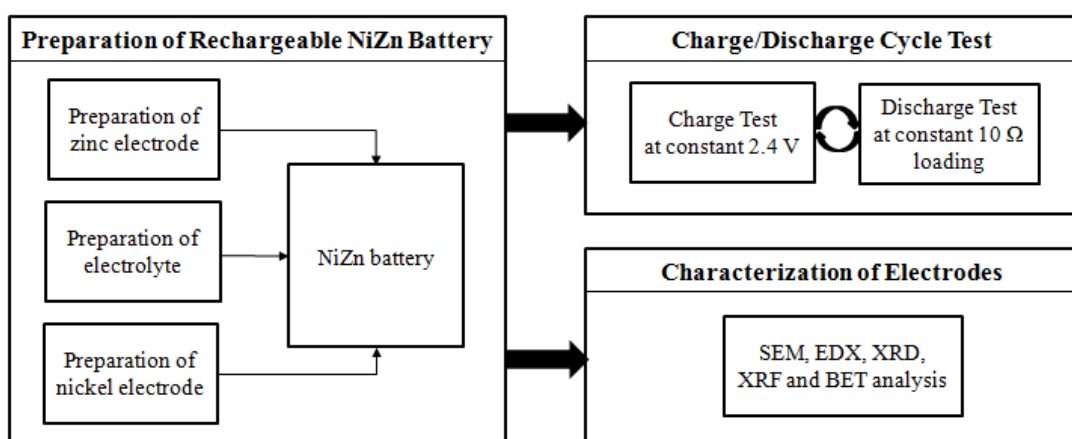 Preparation of Rechargeable NiZn Battery
Preparation of
zinc electrode
Preparation of
electrolyte
Preparation of
nickel electrode
NiZn battery
Charge/Discharge Cycle Test
Charge Test
at constant 2.4 V
Discharge Test
at constant 10 Ω
loading
Characterization of Electrodes
SEM, EDX, XRD,
XRF and BET analysis